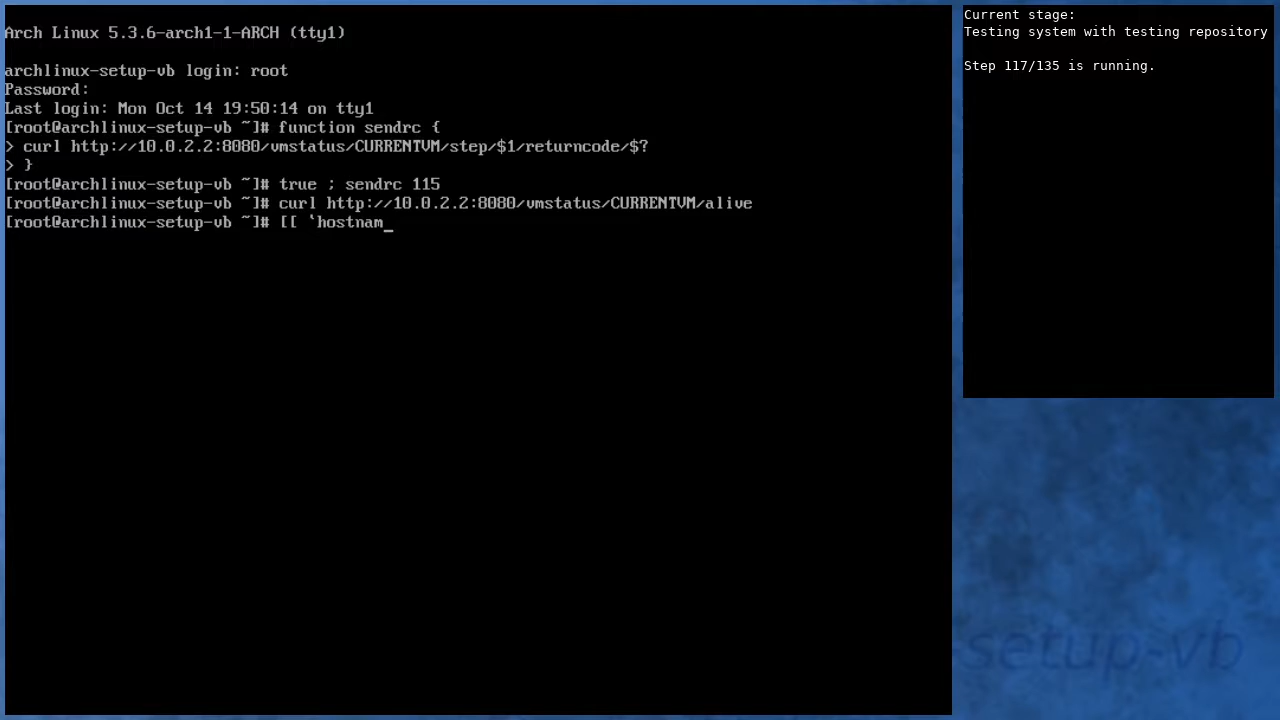 Arch Linux 5.3.6-arch1-1-ARCH (tty1)
archlinux-setup-vb login: root
Password:
Last login: Mon Oct 14 19:50:14 on tty1
[root@archlinux-setup-vb ~]# function sendrc {
> curl http://10.0.2.2:8080/vmstatus/CURRENTVM/step/$1/returncode/$?
> }
[root@archlinux-setup-vb ~]# true ; sendrc 115
[root@archlinux-setup-vb ~]# curl http://10.0.2.2:8080/vmstatus/CURRENTVM/alive
[root@archlinux-setup-vb ~]# [[ `hostnam_
Current stage:
Testing system with testing repository
Step 117/135 is running.
setup-vb